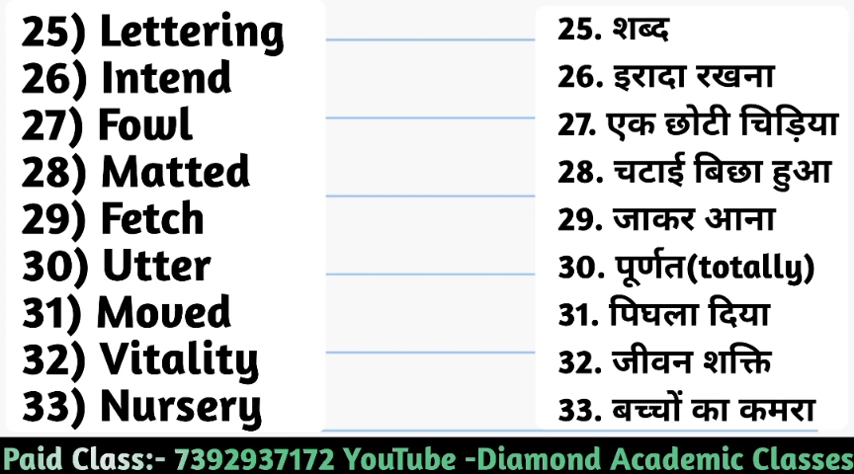 25) Lettering 25. शब्द
26) Intend 26. इरादा रखना
27) Fowl 27. एक छोटी चिड़िया
28) Matted 28. चटाई बिछा हुआ
29) Fetch 29. जाकर आना
30) Utter 30. पूर्णत(totally)
31) Moved 31. पिघला दिया
32) Vitality 32. जीवन शक्ति
33) Nursery 33. बच्चों का कमरा
Paid Class:- 7392937172 YouTube -Diamond Academic Classes